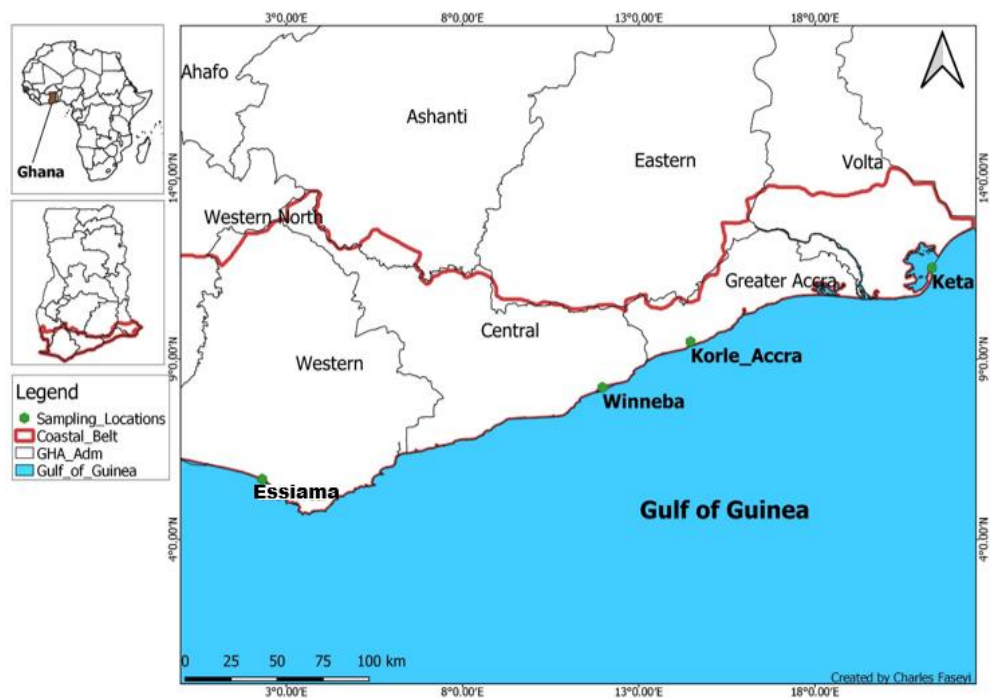 3°0.00'E 8°0.00'E 13°0.00'E 18°0.00'E
Ghana
Ahafo
Ashanti
Eastern
Volta
Western North
Greater Accra
Keta
Central
Western
Korle_Accra
Winneba
Essiama
Gulf of Guinea
14°0.00'N
9°0.00'N
4°0.00'N
14°0.00'N
9°0.00'N
4°0.00'N
Legend
Sampling_Locations
Coastal_Belt
GHA_Adm
Gulf_of_Guinea
0 25 50 75 100 km
Created by Charles Faseyi
3°0.00'E 8°0.00'E 13°0.00'E 18°0.00'E